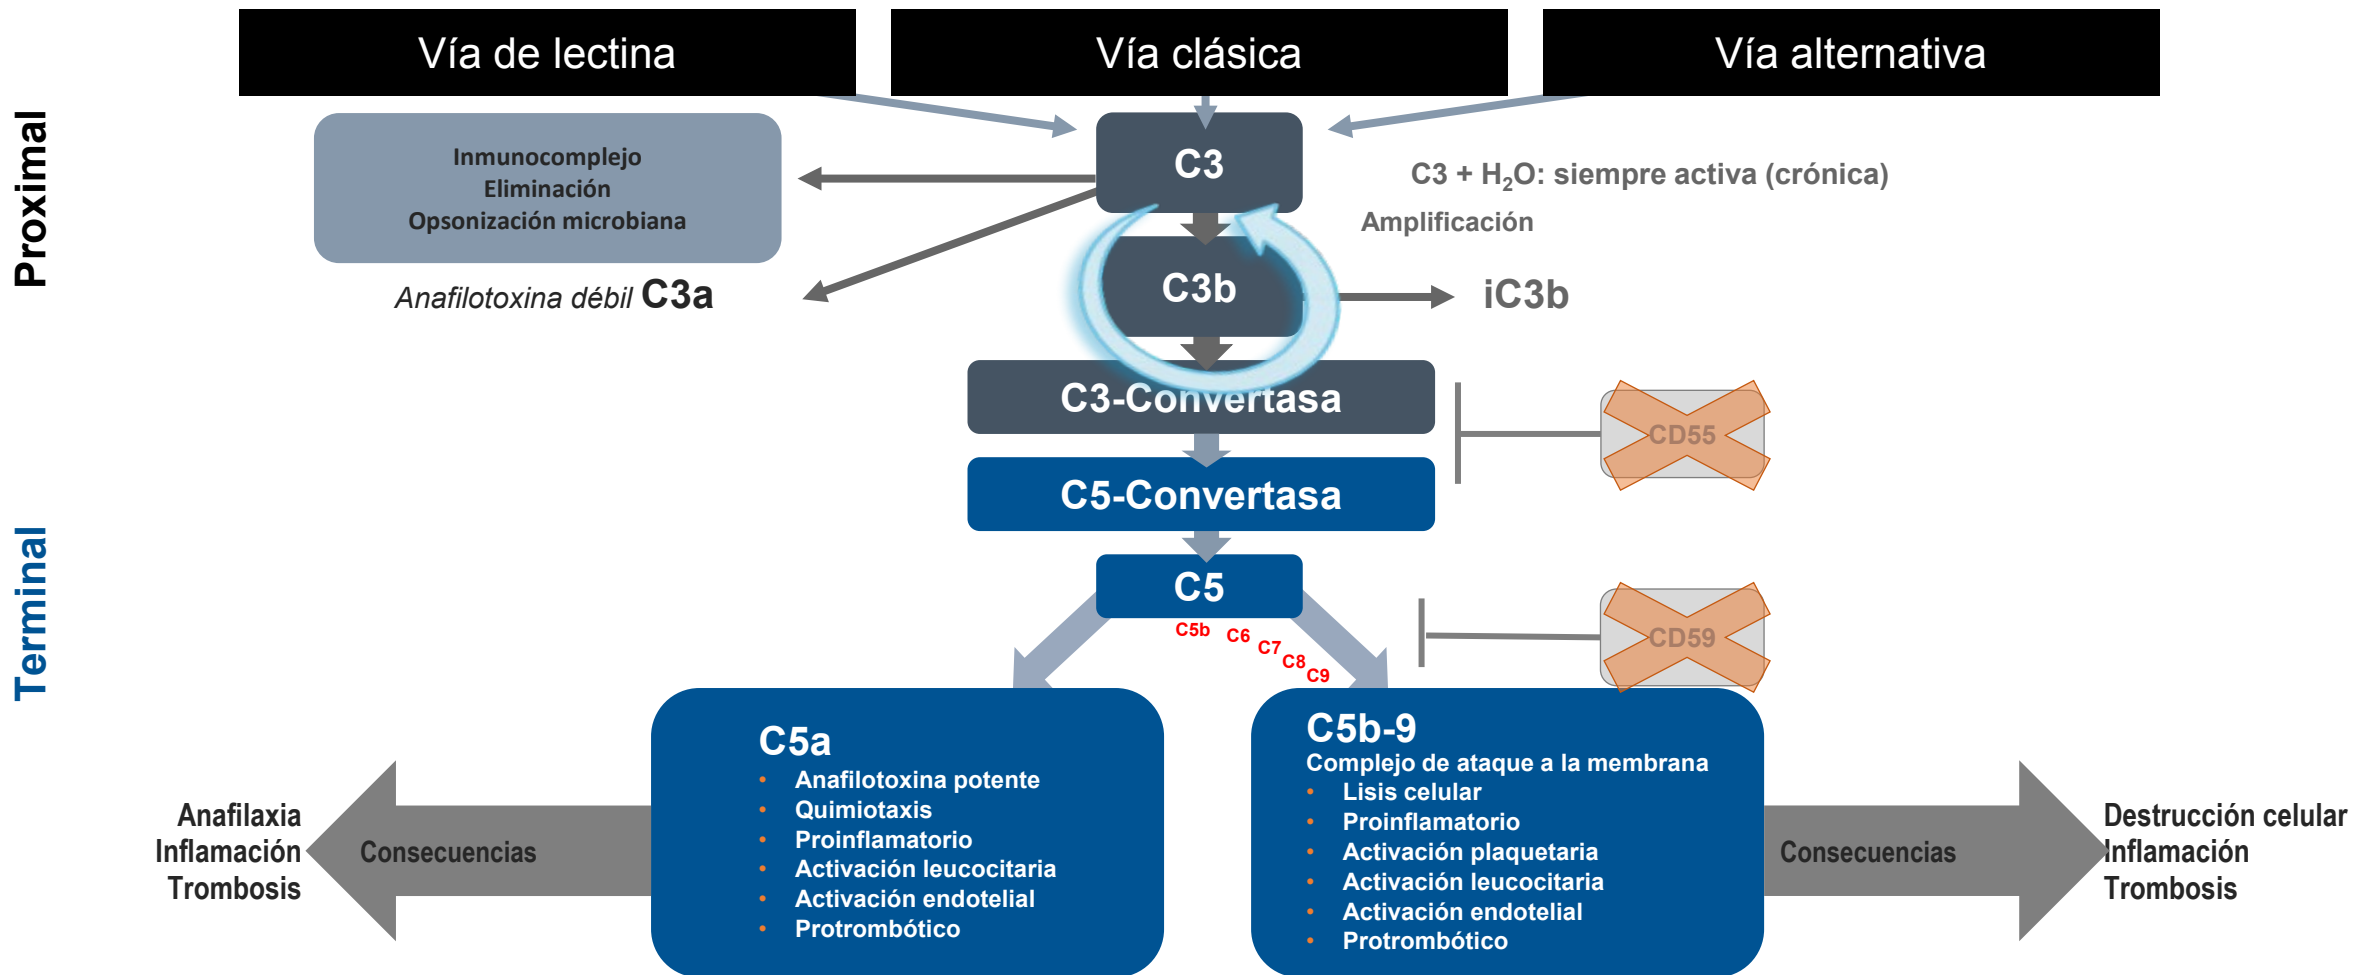 Vía de lectina
Vía clásica
Vía alternativa
Proximal
Inmunocomplejo
Eliminación
Opsonización microbiana
C3
C3 + H₂O: siempre activa (crónica)
Amplificación
Anafilotoxina débil C3a
C3b
iC3b
C3-Convertasa
CD55
C5-Convertasa
Terminal
C5
C5b
C6
C7
C8
C9
CD59
C5a
• Anafilotoxina potente
• Quimiotaxis
• Proinflamatorio
• Activación leucocitaria
• Activación endotelial
• Protrombótico
C5b-9
Complejo de ataque a la membrana
• Lisis celular
• Proinflamatorio
• Activación plaquetaria
• Activación leucocitaria
• Activación endotelial
• Protrombótico
Consecuencias
Anafilaxia
Inflamación
Trombosis
Consecuencias
Destrucción celular
Inflamación
Trombosis